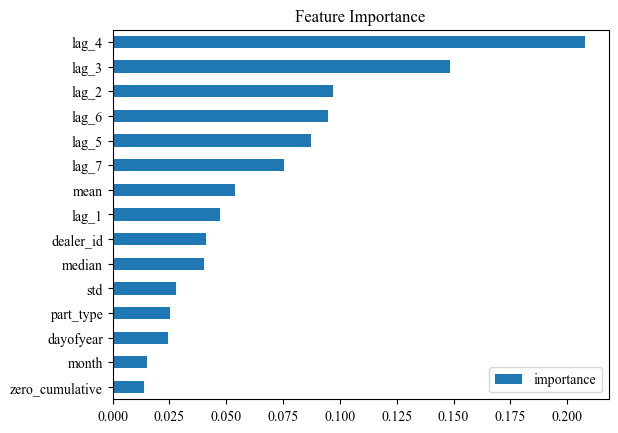 Feature Importance
lag_4
lag_3
lag_2
lag_6
lag_5
lag_7
mean
lag_1
dealer_id
median
std
part_type
dayofyear
month
zero_cumulative
importance
0.000 0.025 0.050 0.075 0.100 0.125 0.150 0.175 0.200